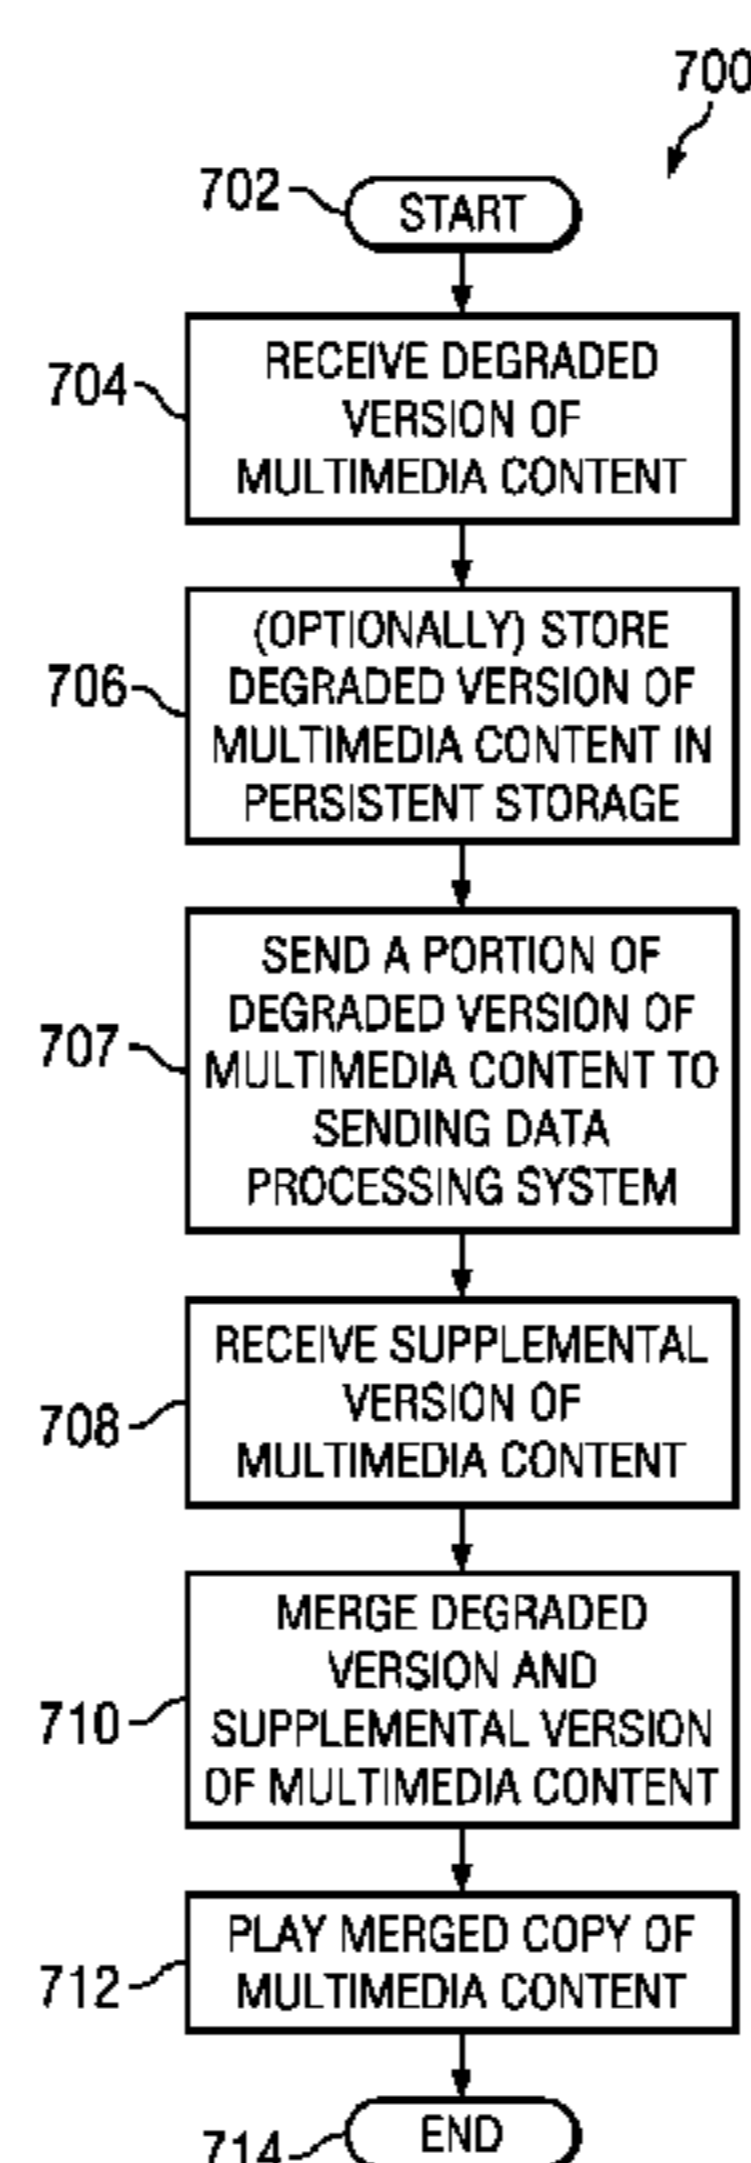 700
702
START
704
RECEIVE DEGRADED
VERSION OF
MULTIMEDIA CONTENT
706
(OPTIONALLY) STORE
DEGRADED VERSION OF
MULTIMEDIA CONTENT IN
PERSISTENT STORAGE
707
SEND A PORTION OF
DEGRADED VERSION OF
MULTIMEDIA CONTENT TO
SENDING DATA
PROCESSING SYSTEM
708
RECEIVE SUPPLEMENTAL
VERSION OF
MULTIMEDIA CONTENT
710
MERGE DEGRADED
VERSION AND
SUPPLEMENTAL VERSION
OF MULTIMEDIA CONTENT
712
PLAY MERGED COPY OF
MULTIMEDIA CONTENT
714
END